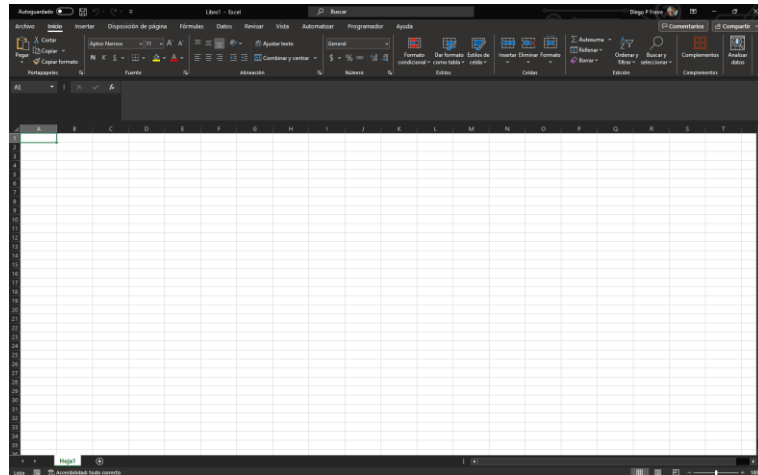 Autoguardado Libro1 - Excel Buscar Diego P Freire
Archivo Inicio Insertar Disposición de página Fórmulas Datos Revisar Vista Automatizar Programador Ayuda Comentarios Compartir
Pegar Cortar Copiar Copiar formato
Aptos Narrow 11 A A Ajustar texto General
N K S Combinar y centrar $ % 000
Formato condicional Dar formato como tabla Estilos de celda Insertar Eliminar Formato
Autosuma Rellenar Borrar Ordenar y filtrar Buscar y seleccionar Complementos Analizar datos
Portapapeles Fuente Alineación Número Estilos Celdas Edición Complementos
A1 fx
A B C D E F G H I J K L M N O P Q R S T
1
2
3
4
5
6
7
8
9
10
11
12
13
14
15
16
17
18
19
20
21
22
23
24
25
26
27
28
29
30
31
32
33
34
35
Hoja1
Listo Accesibilidad: todo correcto